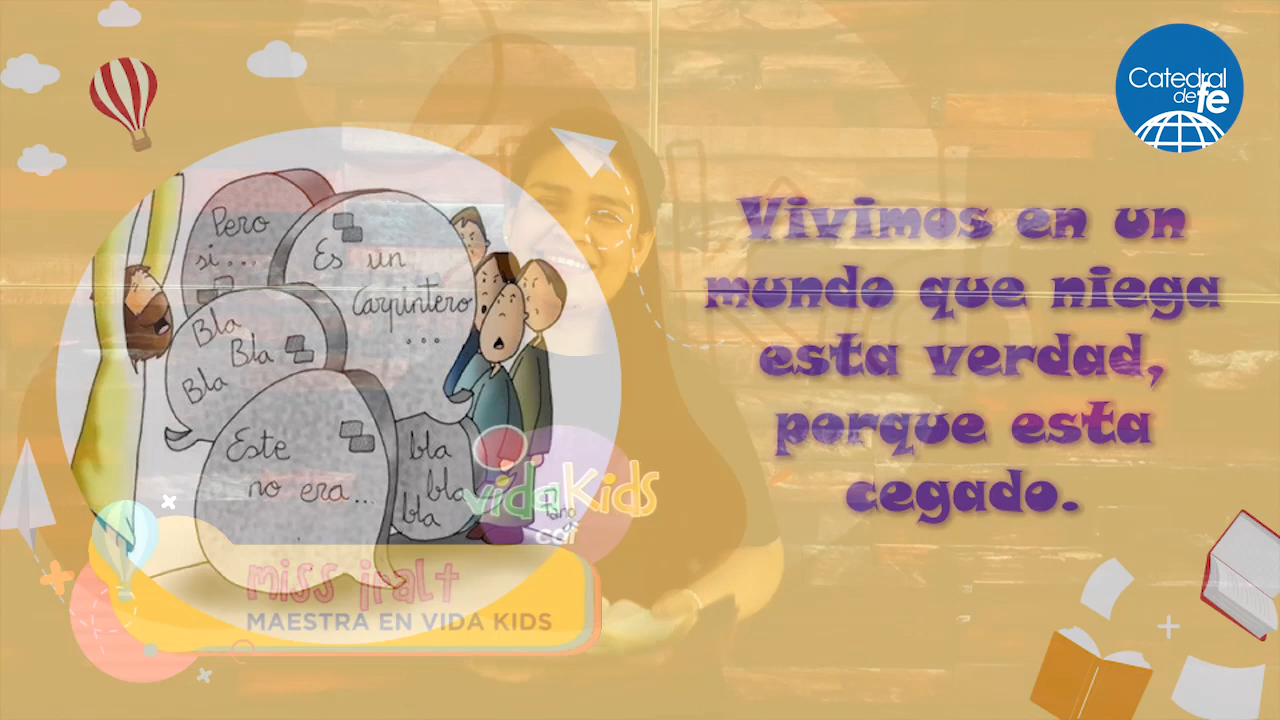 Catedral
de fe
Vivimos en un
mundo que niega
esta verdad,
porque esta
cegado.
Pero
si...
Es un
Carpintero
...
Bla
Bla
Bla
Este
no era...
bla
bla
bla
vidaKids
miss jralt
MAESTRA EN VIDA KIDS